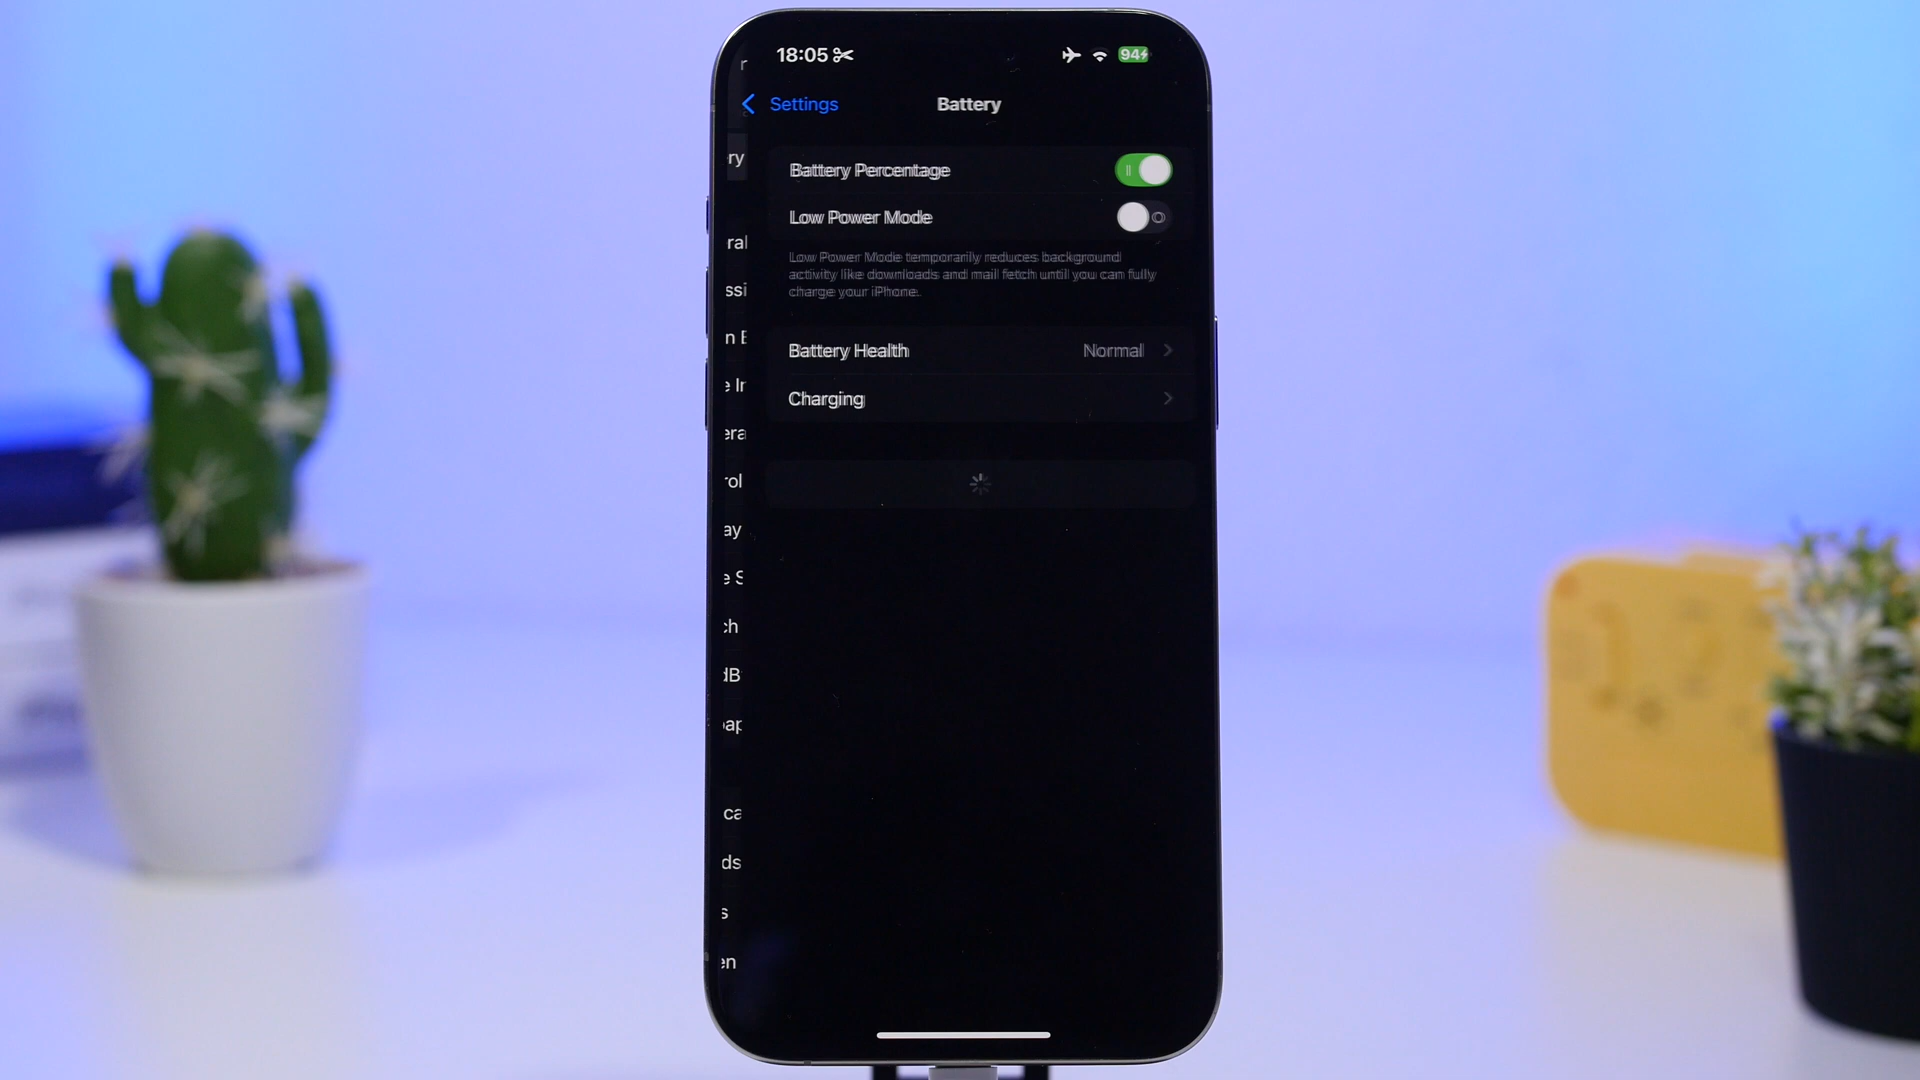 18:05 94
Settings Battery
Battery Percentage
Low Power Mode
Low Power Mode temporarily reduces background
activity like downloads and mail fetch until you can fully
charge your iPhone.
Battery Health Normal
Charging
ry
ral
ssi
n E
e Ir
era
rol
ay
e S
ch
dB
ap
ca
ds
s
en